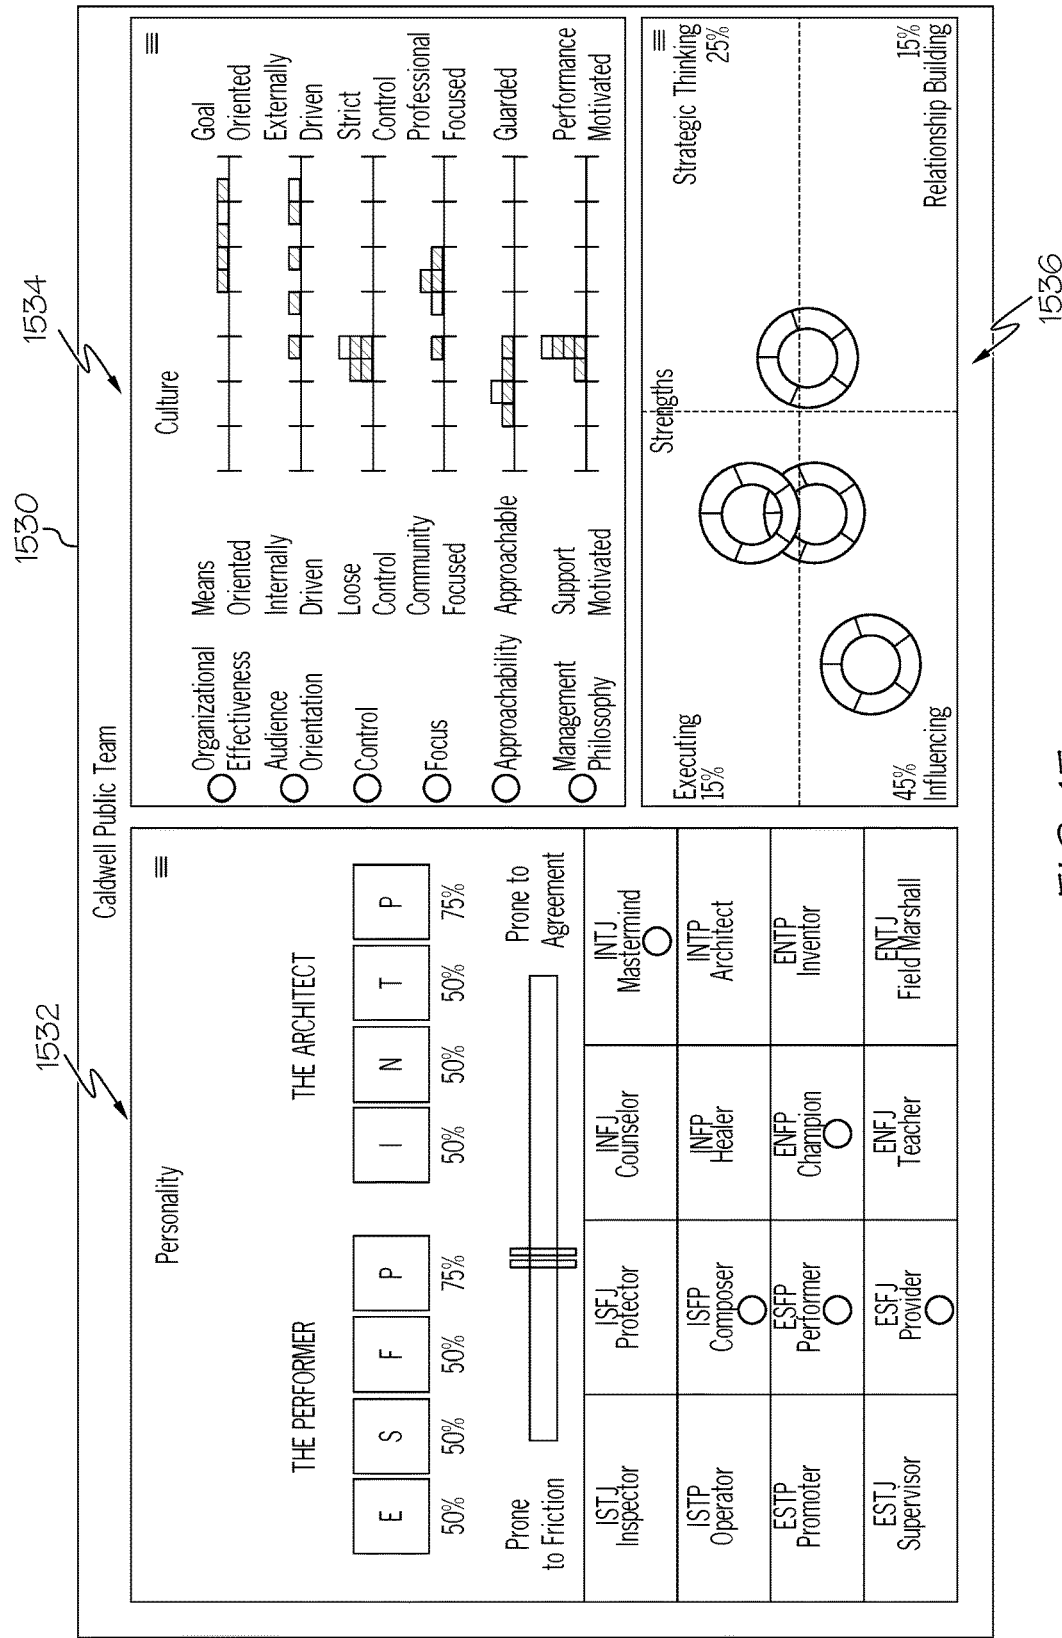 1530
Caldwell Public Team
1532
Personality
THE PERFORMER
E S F P
50% 50% 50% 75%
THE ARCHITECT
I N T P
50% 50% 50% 75%
Prone
to Friction
Prone to
Agreement
ISTJ
Inspector
ISFJ
Protector
INFJ
Counselor
INTJ
Mastermind
ISTP
Operator
ISFP
Composer
INFP
Healer
INTP
Architect
ESTP
Promoter
ESFP
Performer
ENFP
Champion
ENTP
Inventor
ESTJ
Supervisor
ESFJ
Provider
ENFJ
Teacher
ENTJ
Field Marshall
1534
Culture
Organizational
Effectiveness
Means
Oriented
Goal
Oriented
Audience
Orientation
Internally
Driven
Externally
Driven
Control
Loose
Control
Strict
Control
Focus
Community
Focused
Professional
Focused
Approachability
Approachable
Guarded
Management
Philosophy
Support
Motivated
Performance
Motivated
Strengths
Executing
15%
Strategic Thinking
25%
45%
Influencing
15%
Relationship Building
1536